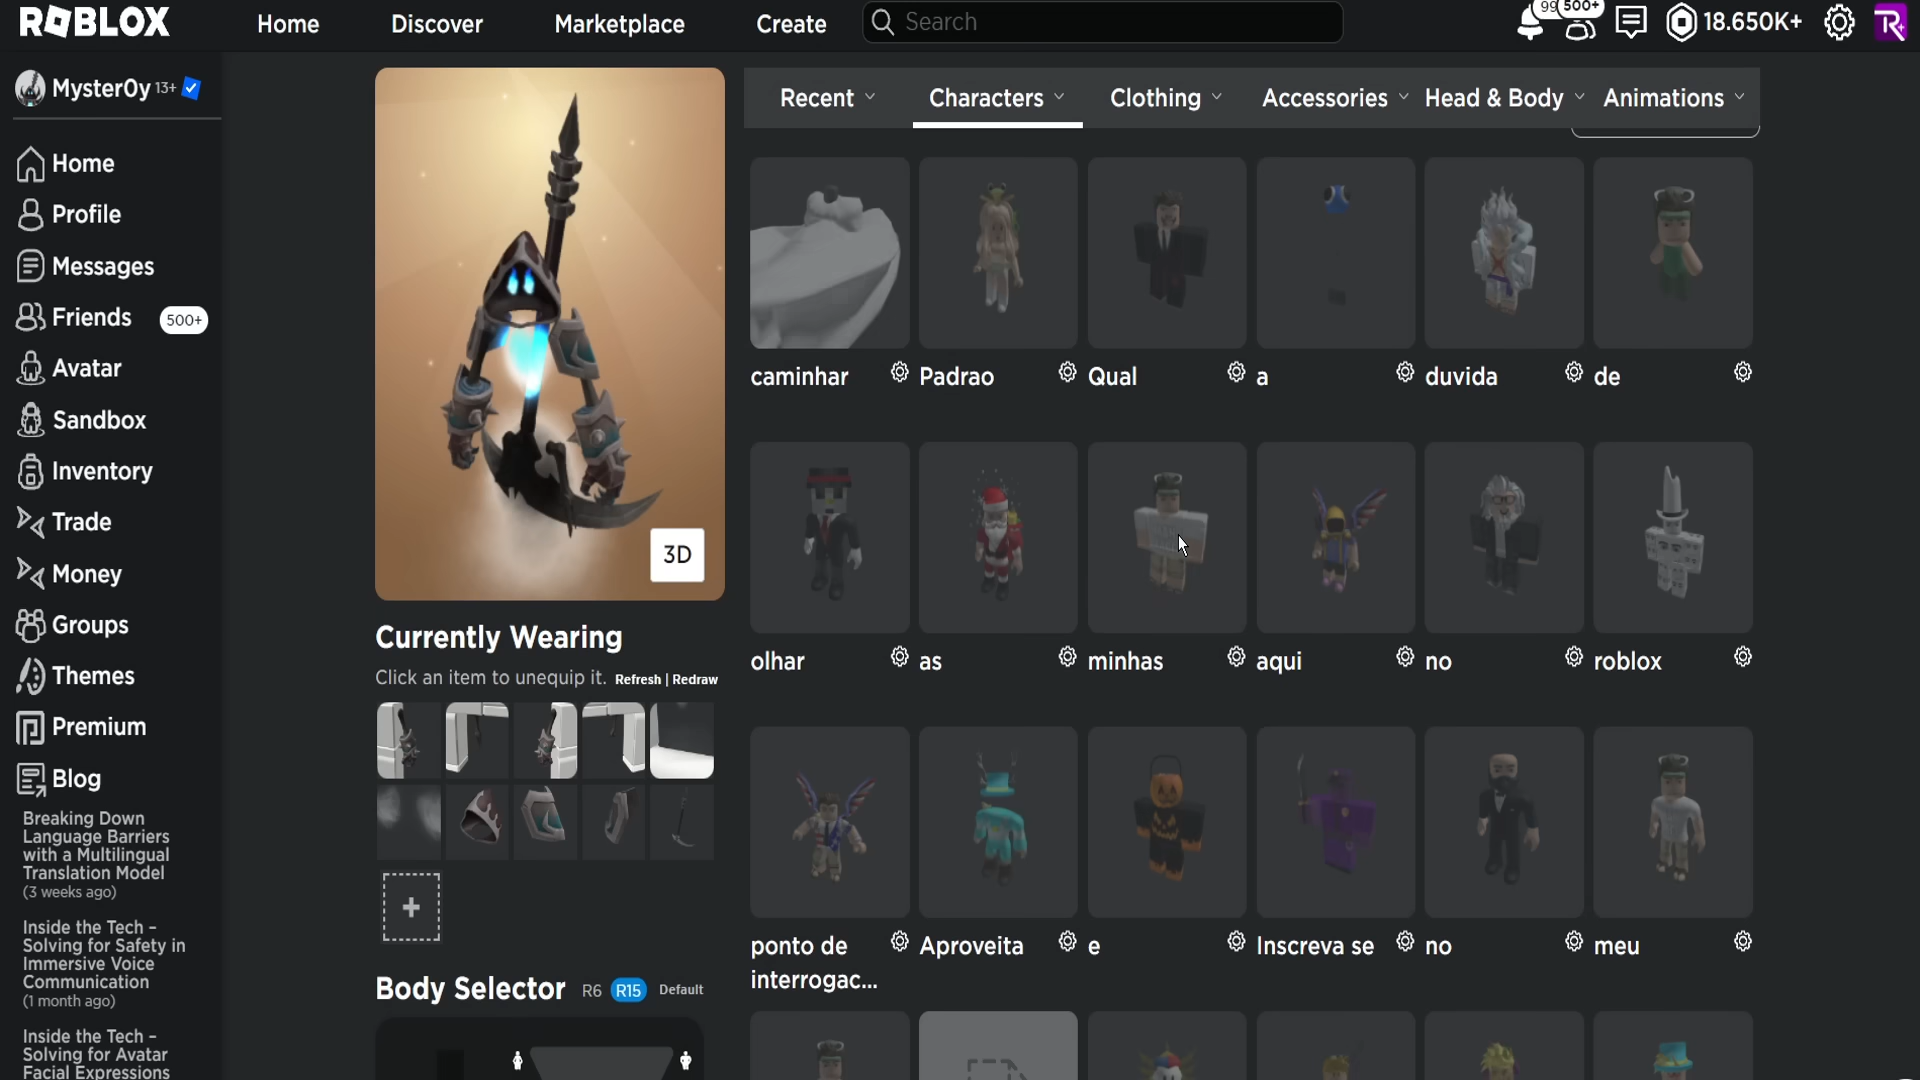 ROBLOX
Home
Discover
Marketplace
Create
Search
99
500+
18.650K+
MysterOy 13+
Home
Profile
Messages
Friends
500+
Avatar
Sandbox
Inventory
Trade
Money
Groups
Themes
Premium
Blog
Breaking Down
Language Barriers
with a Multilingual
Translation Model
(3 weeks ago)
Inside the Tech –
Solving for Safety in
Immersive Voice
Communication
(1 month ago)
Inside the Tech –
Solving for Avatar
Facial Expressions
3D
Currently Wearing
Click an item to unequip it. Refresh | Redraw
+
Body Selector R6 R15 Default
Recent
Characters
Clothing
Accessories
Head & Body
Animations
caminhar
Padrao
Qual
a
duvida
de
olhar
as
minhas
aqui
no
roblox
ponto de
interrogac...
Aproveita
e
Inscreva se
no
meu